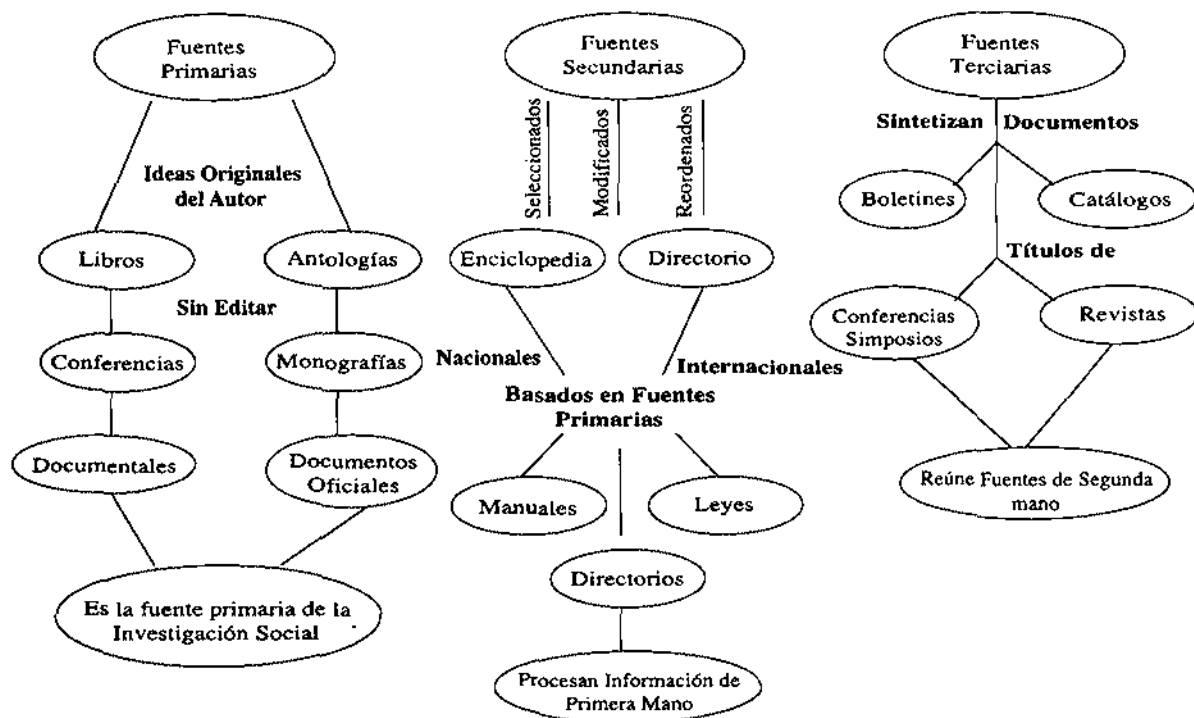 Fuentes
Primarias
Ideas Originales
del Autor
Libros
Antologías
Sin Editar
Conferencias
Monografías
Documentales
Documentos
Oficiales
Es la fuente primaria de la
Investigación Social
Fuentes
Secundarias
Seleccionados
Modificados
Reordenados
Enciclopedia
Directorio
Nacionales
Internacionales
Basados en Fuentes
Primarias
Manuales
Leyes
Directorios
Procesan Información de
Primera Mano
Fuentes
Terciarias
Sintetizan Documentos
Boletines
Catálogos
Títulos de
Conferencias
Simposios
Revistas
Reúne Fuentes de Segunda
mano